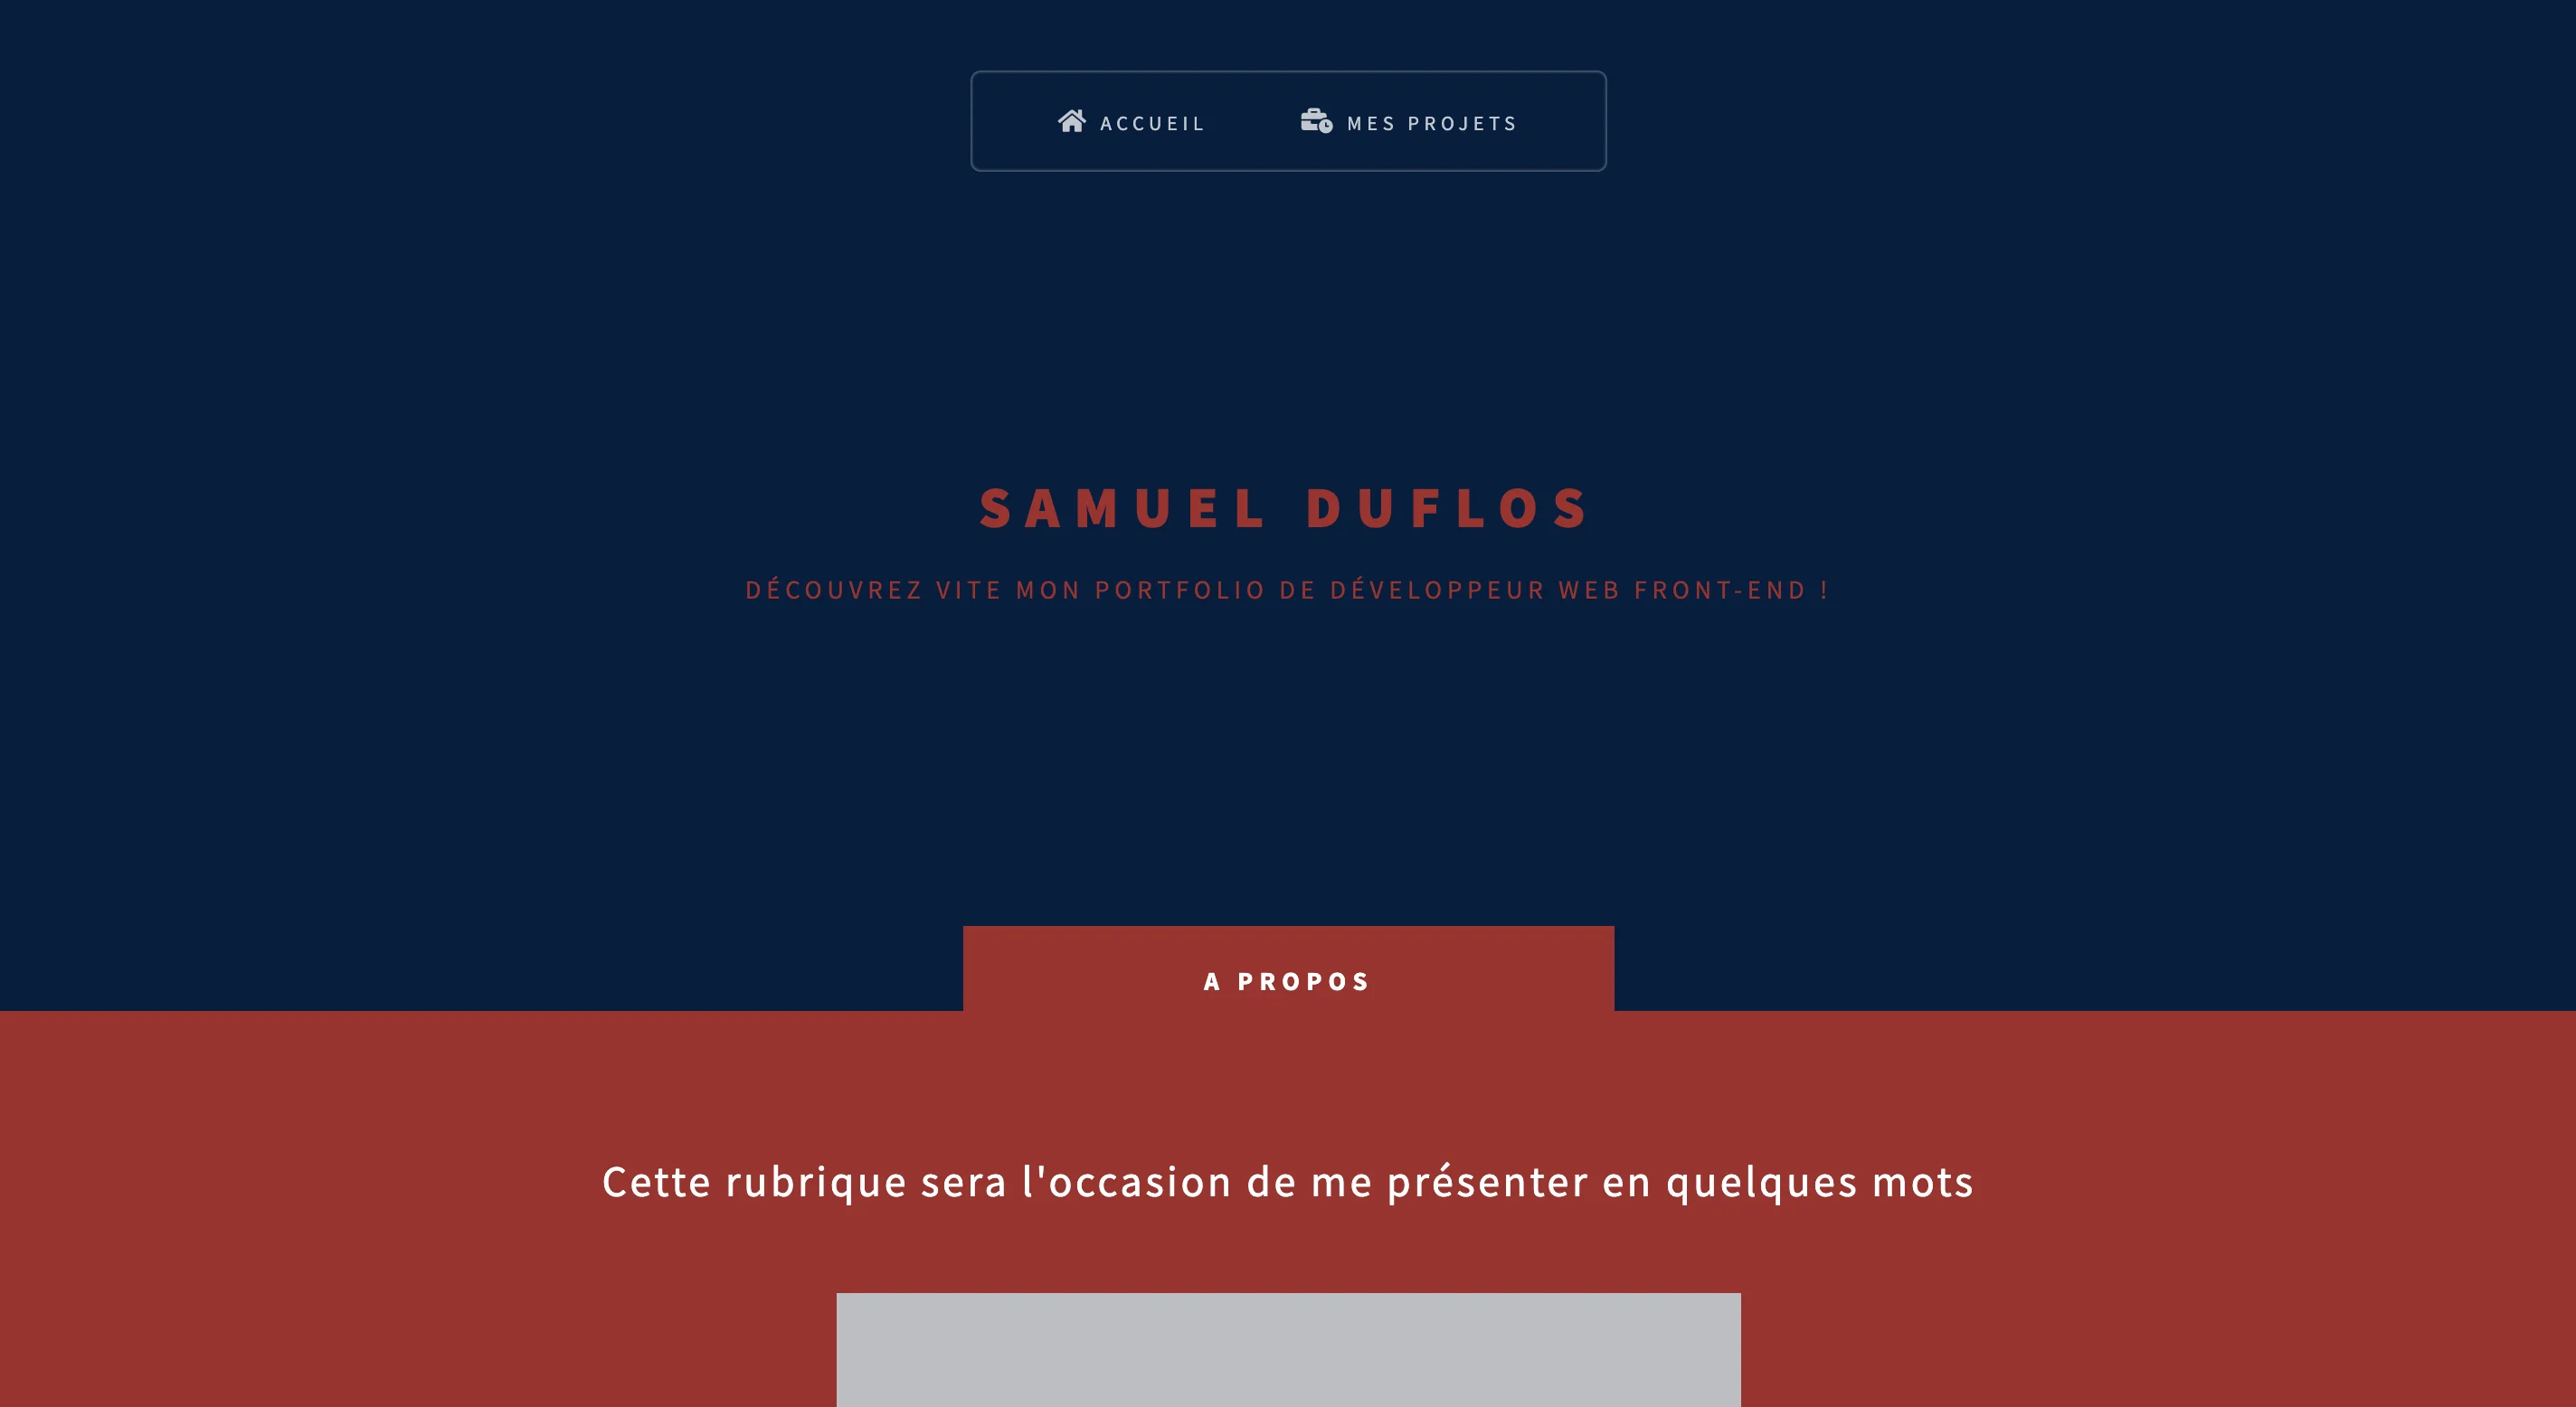 ACCUEIL MES PROJETS
SAMUEL DUFLOS
DÉCOUVREZ VITE MON PORTFOLIO DE DÉVELOPPEUR WEB FRONT-END !
A PROPOS
Cette rubrique sera l'occasion de me présenter en quelques mots